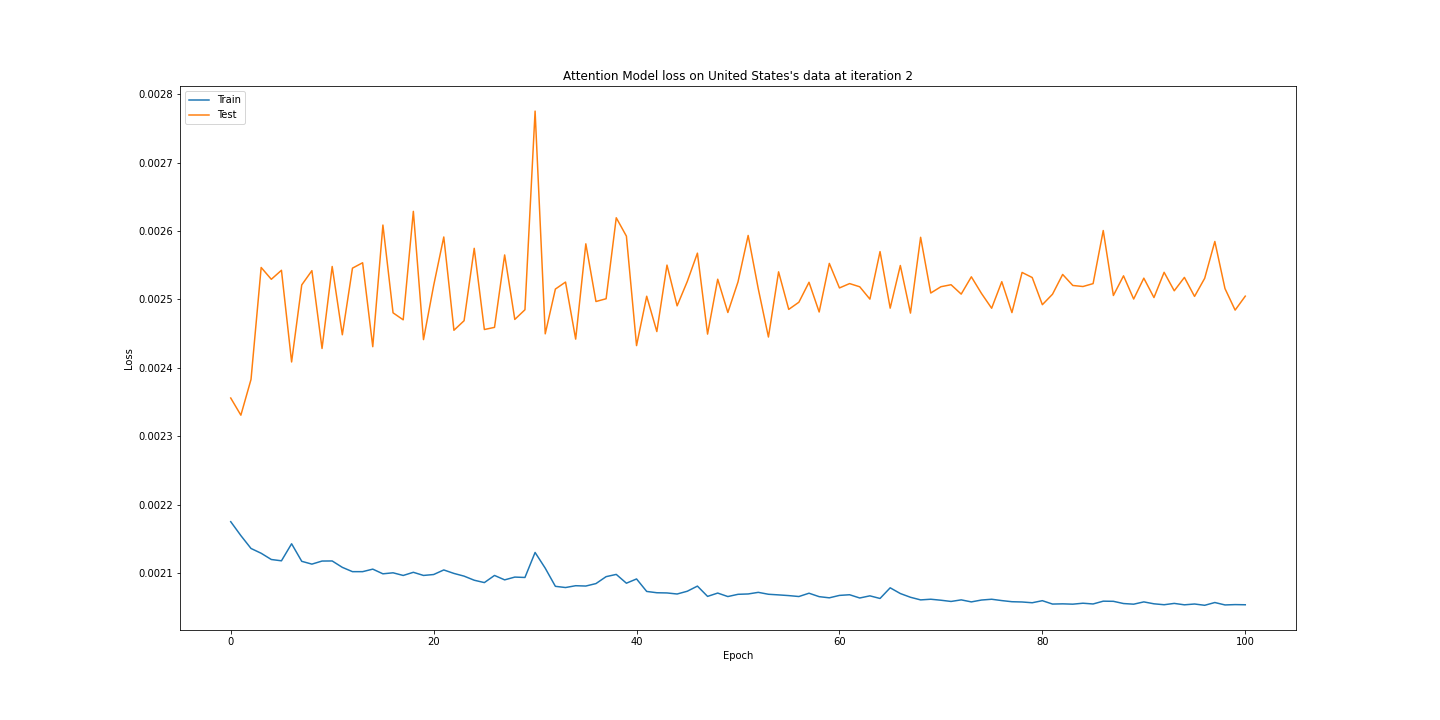 Attention Model loss on United States's data at iteration 2
Train
Test
0.0028
0.0027
0.0026
0.0025
0.0024
0.0023
0.0022
0.0021
Loss
0 20 40 60 80 100
Epoch